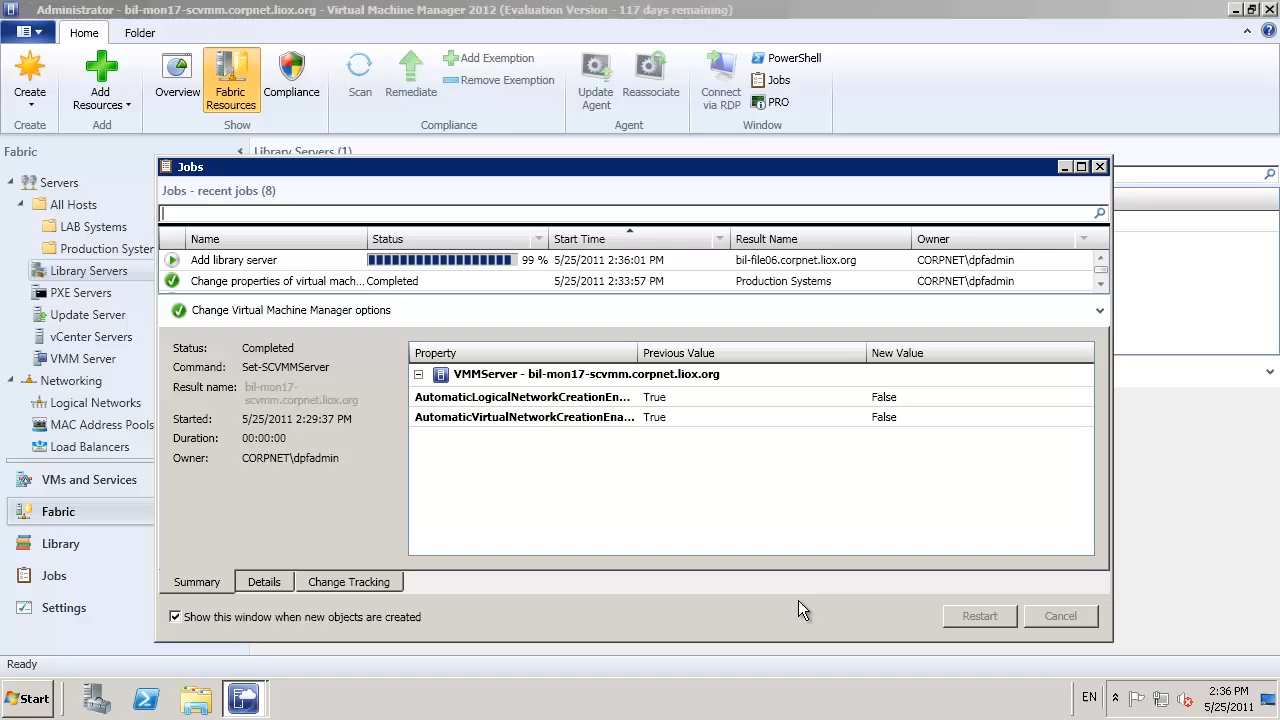 Administrator - bil-mon17-scvmm.corpnet.liox.org - Virtual Machine Manager 2012 (Evaluation Version - 117 days remaining)
Home Folder
Create
Add Resources
Overview
Fabric Resources
Compliance
Scan
Remediate
Add Exemption
Remove Exemption
Update Agent
Reassociate
Connect via RDP
PowerShell
Jobs
PRO
Create Add Show Compliance Agent Window
Fabric
Library Servers (1)
Servers
All Hosts
LAB Systems
Production Syster
Library Servers
PXE Servers
Update Server
vCenter Servers
VMM Server
Networking
Logical Networks
MAC Address Pools
Load Balancers
VMs and Services
Fabric
Library
Jobs
Settings
Jobs
Jobs - recent jobs (8)
Name Status Start Time Result Name Owner
Add library server 99 % 5/25/2011 2:36:01 PM bil-file06.corpnet.liox.org CORPNET\dpfadmin
Change properties of virtual mach... Completed 5/25/2011 2:33:57 PM Production Systems CORPNET\dpfadmin
Change Virtual Machine Manager options
Status: Completed
Command: Set-SCVMMServer
Result name: bil-mon17-
scvmm.corpnet.liox.org
Started: 5/25/2011 2:29:37 PM
Duration: 00:00:00
Owner: CORPNET\dpfadmin
Property Previous Value New Value
VMMServer - bil-mon17-scvmm.corpnet.liox.org
AutomaticLogicalNetworkCreationEn... True False
AutomaticVirtualNetworkCreationEna... True False
Summary Details Change Tracking
Show this window when new objects are created
Restart Cancel
Ready
Start
EN
2:36 PM
5/25/2011